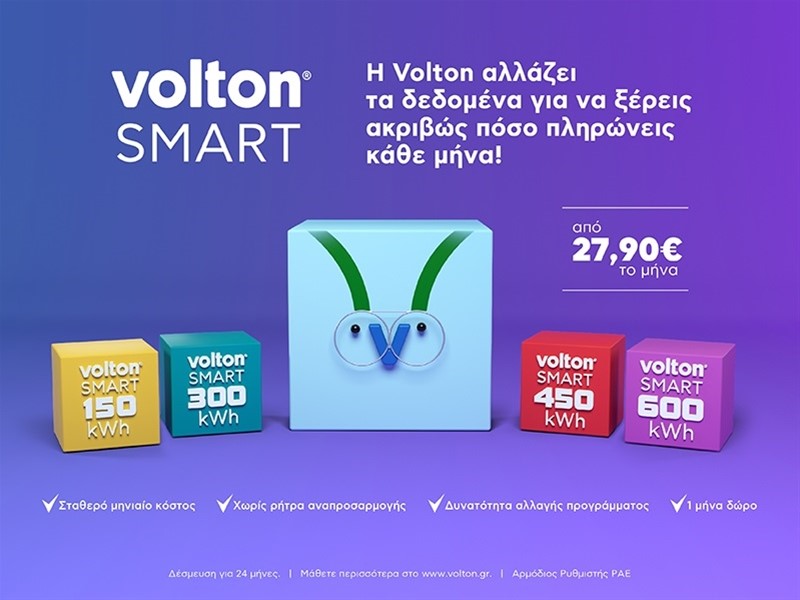 volton®
SMART
Η Volton αλλάζει
τα δεδομένα για να ξέρεις
ακριβώς πόσο πληρώνεις
κάθε μήνα!
από
27,90€
το μήνα
V
volton®
SMART
150
kWh
volton®
SMART
300
kWh
volton®
SMART
450
kWh
volton®
SMART
600
kWh
Σταθερό μηνιαίο κόστος
Χωρίς ρήτρα αναπροσαρμογής
Δυνατότητα αλλαγής προγράμματος
1 μήνα δώρο
Δέσμευση για 24 μήνες. | Μάθετε περισσότερα στο www.volton.gr. | Αρμόδιος Ρυθμιστής ΡΑΕ